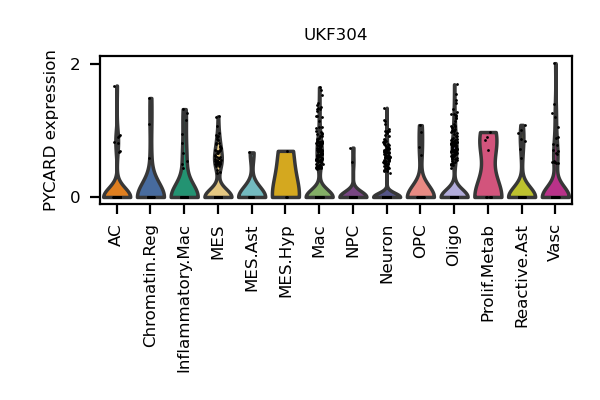 UKF304
PYCARD expression
2
0
AC
Chromatin.Reg
Inflammatory.Mac
MES
MES.Ast
MES.Hyp
Mac
NPC
Neuron
OPC
Oligo
Prolif.Metab
Reactive.Ast
Vasc